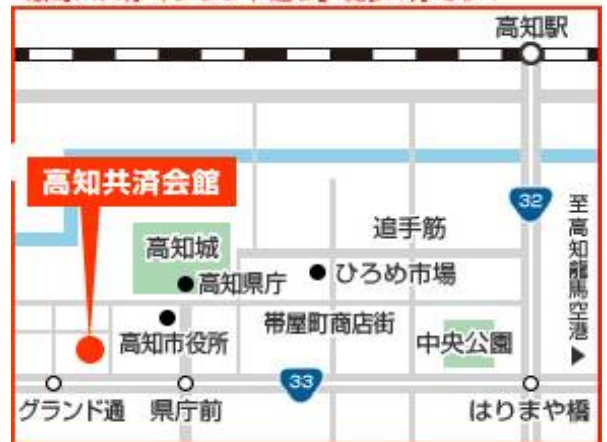 高知駅
高知共済会館
32
至高知龍馬空港
追手筋
高知城
高知県庁
ひろめ市場
帯屋町商店街
高知市役所
中央公園
33
グランド通
県庁前
はりまや橋